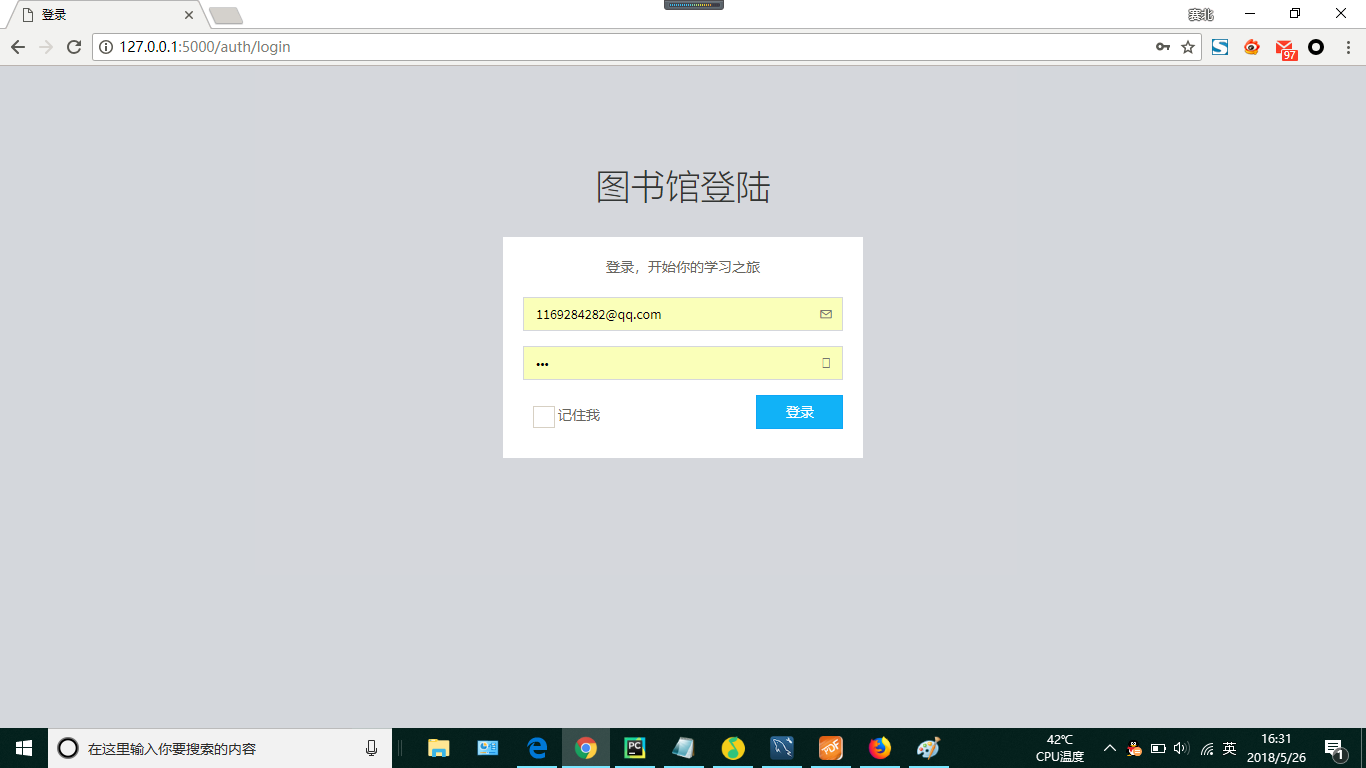 登录
赛北
127.0.0.1:5000/auth/login
97
图书馆登陆
登录，开始你的学习之旅
1169284282@qq.com
•••
记住我
登录
在这里输入你要搜索的内容
PC
42℃
CPU温度
英
16:31
2018/5/26
1